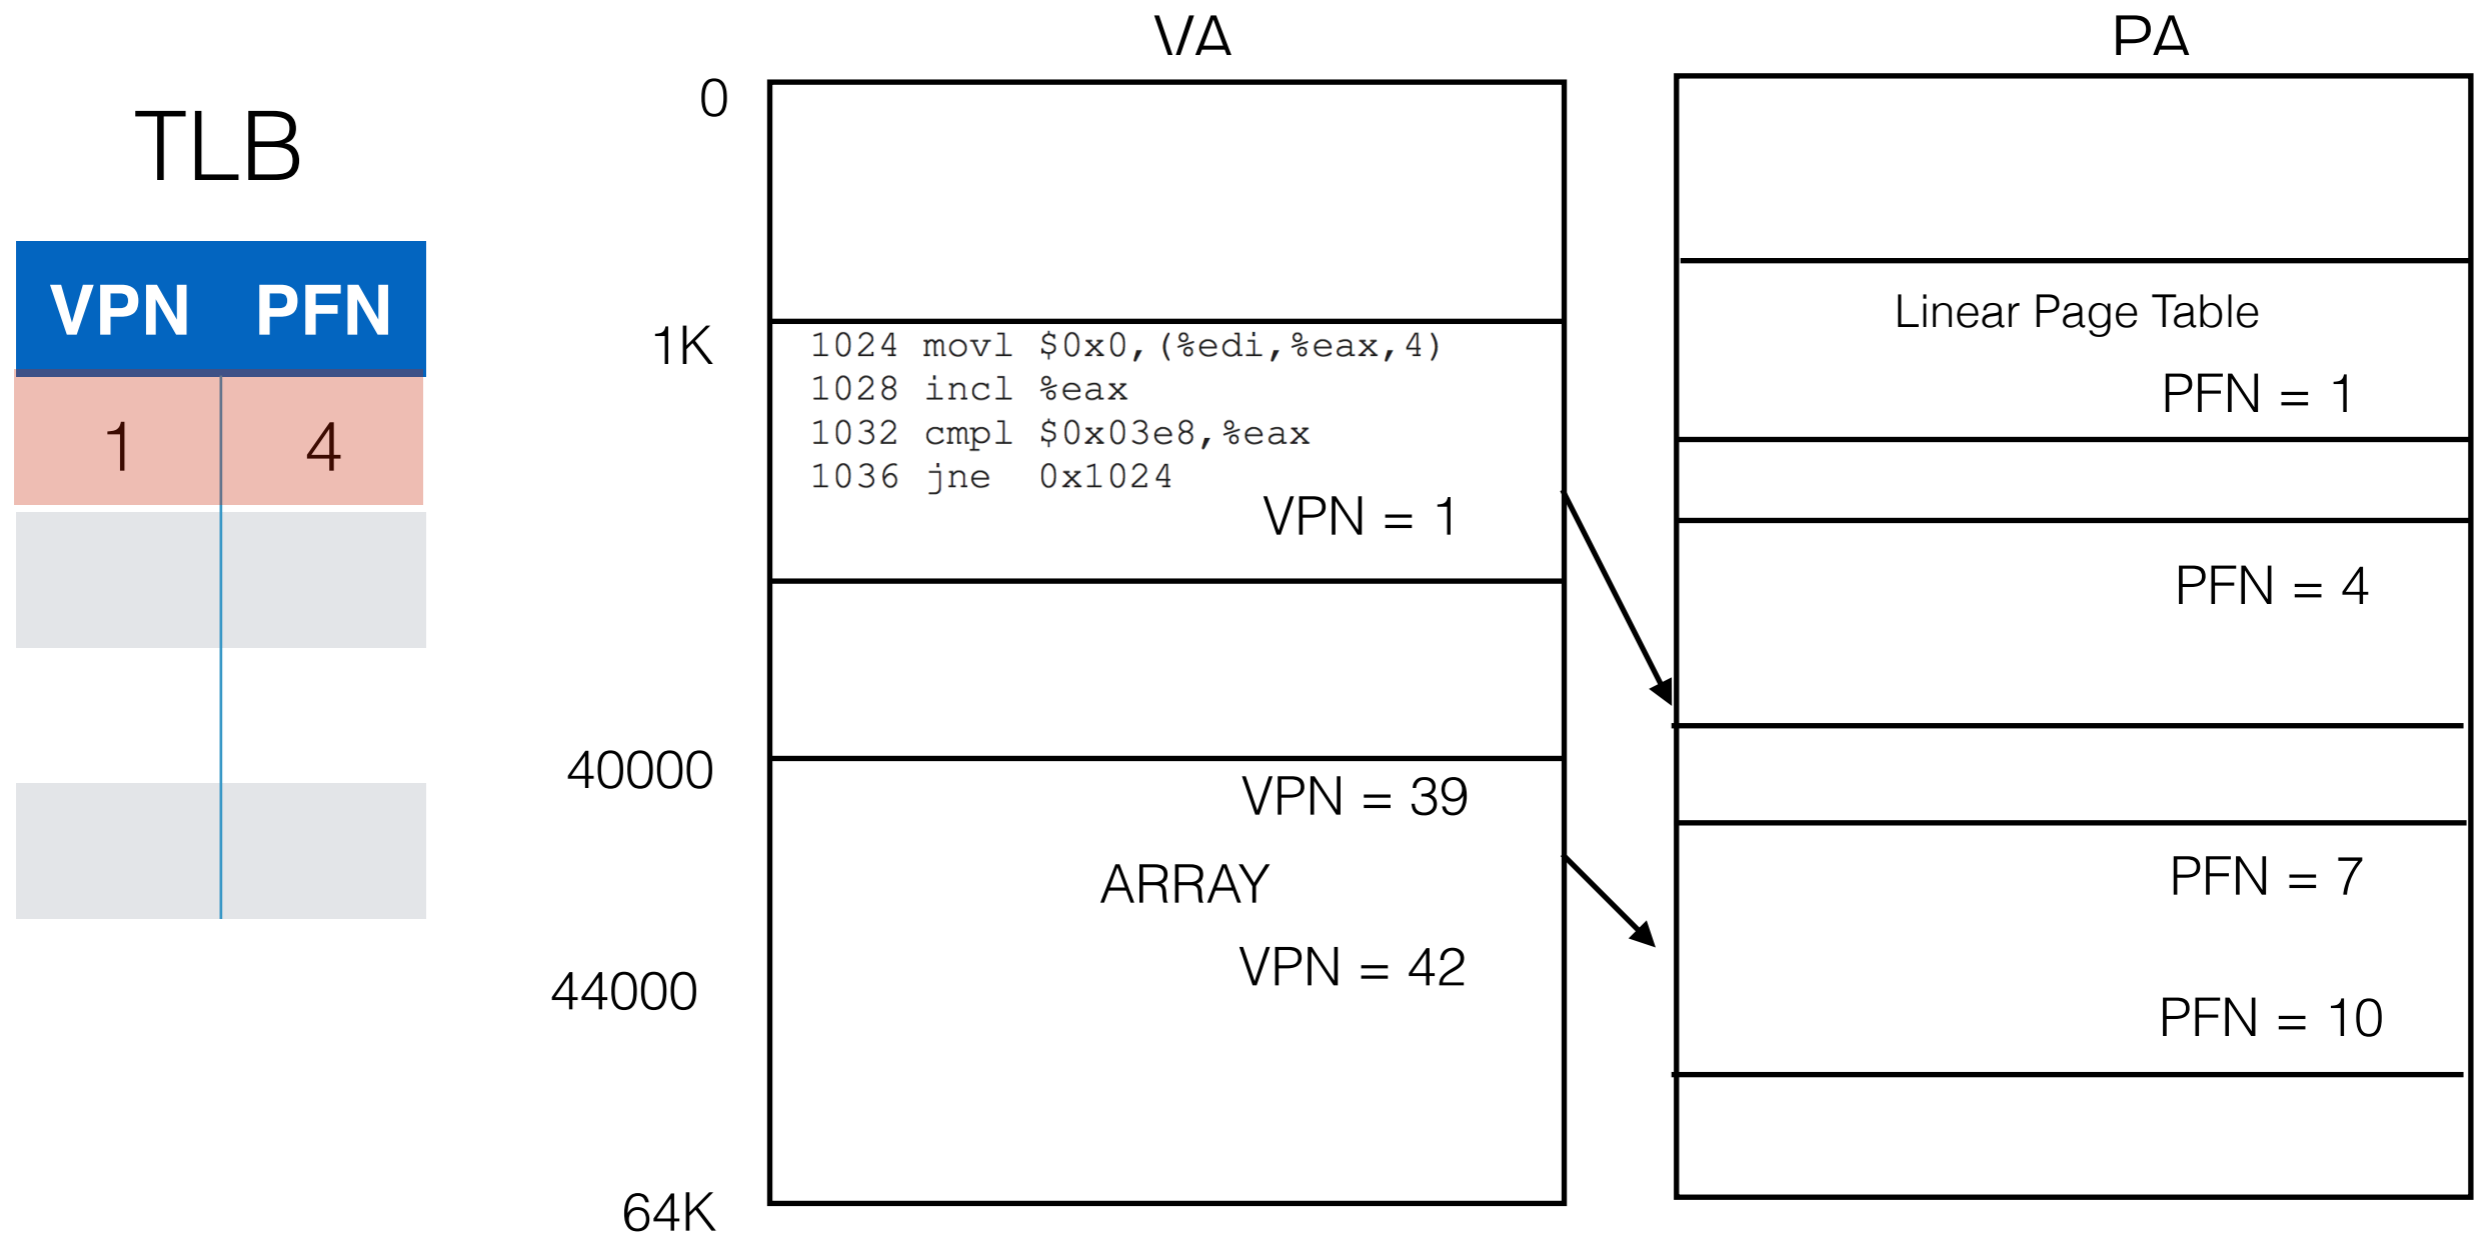 TLB
VPN PFN
1 4
VA
0
1K
1024 movl $0x0,(%edi,%eax,4)
1028 incl %eax
1032 cmpl $0x03e8,%eax
1036 jne 0x1024
VPN = 1
40000
VPN = 39
ARRAY
VPN = 42
44000
64K
PA
Linear Page Table
PFN = 1
PFN = 4
PFN = 7
PFN = 10